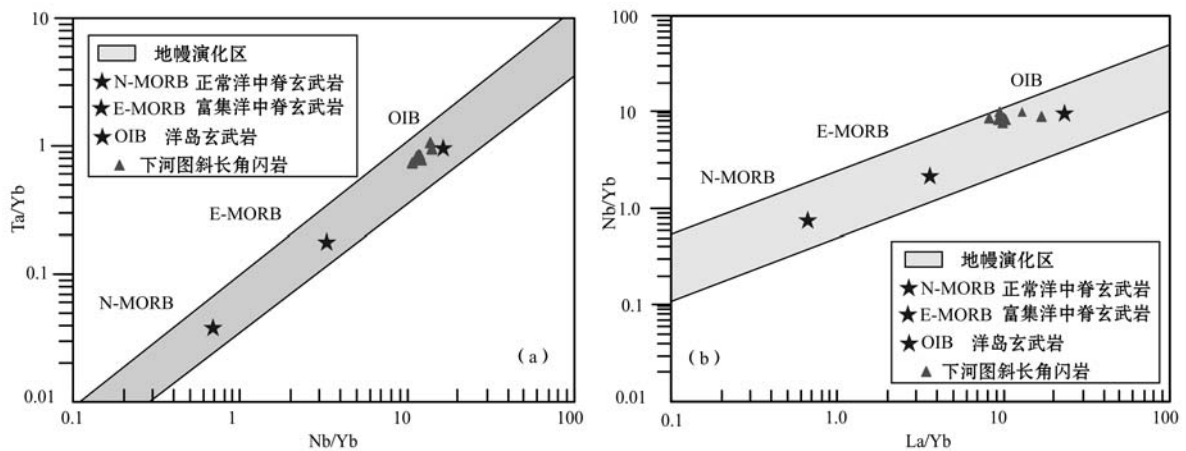 10
地幔演化区
N-MORB 正常洋中脊玄武岩
E-MORB 富集洋中脊玄武岩
OIB 洋岛玄武岩
下河图斜长角闪岩
OIB
1
Ta/Yb
E-MORB
0.1
N-MORB
(a)
0.01
0.1
1
10
100
Nb/Yb
100
OIB
10
E-MORB
N-MORB
Nb/Yb
1.0
地幔演化区
N-MORB 正常洋中脊玄武岩
E-MORB 富集洋中脊玄武岩
OIB 洋岛玄武岩
下河图斜长角闪岩
0.1
(b)
0.01
0.1
1.0
10
100
La/Yb